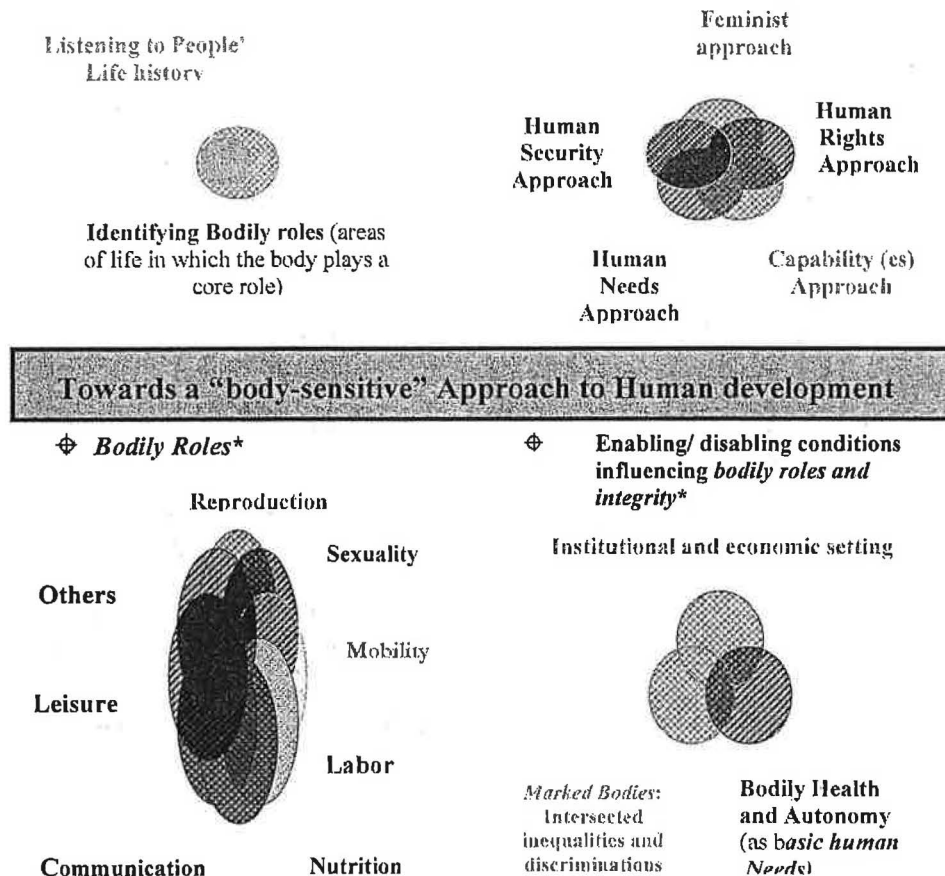 Listening to People'
Life history
Identifying Bodily roles (areas
of life in which the body plays a
core role)
Feminist
approach
Human
Security
Approach
Human
Rights
Approach
Human
Needs
Approach
Capability (es)
Approach
Towards a “body-sensitive” Approach to Human development
⌖ Bodily Roles*
Reproduction
Sexuality
Others
Mobility
Leisure
Labor
Communication
Nutrition
⌖ Enabling/ disabling conditions
influencing bodily roles and
integrity*
Institutional and economic setting
Marked Bodies:
Intersected
inequalities and
discriminations
Bodily Health
and Autonomy
(as basic human
Needs)